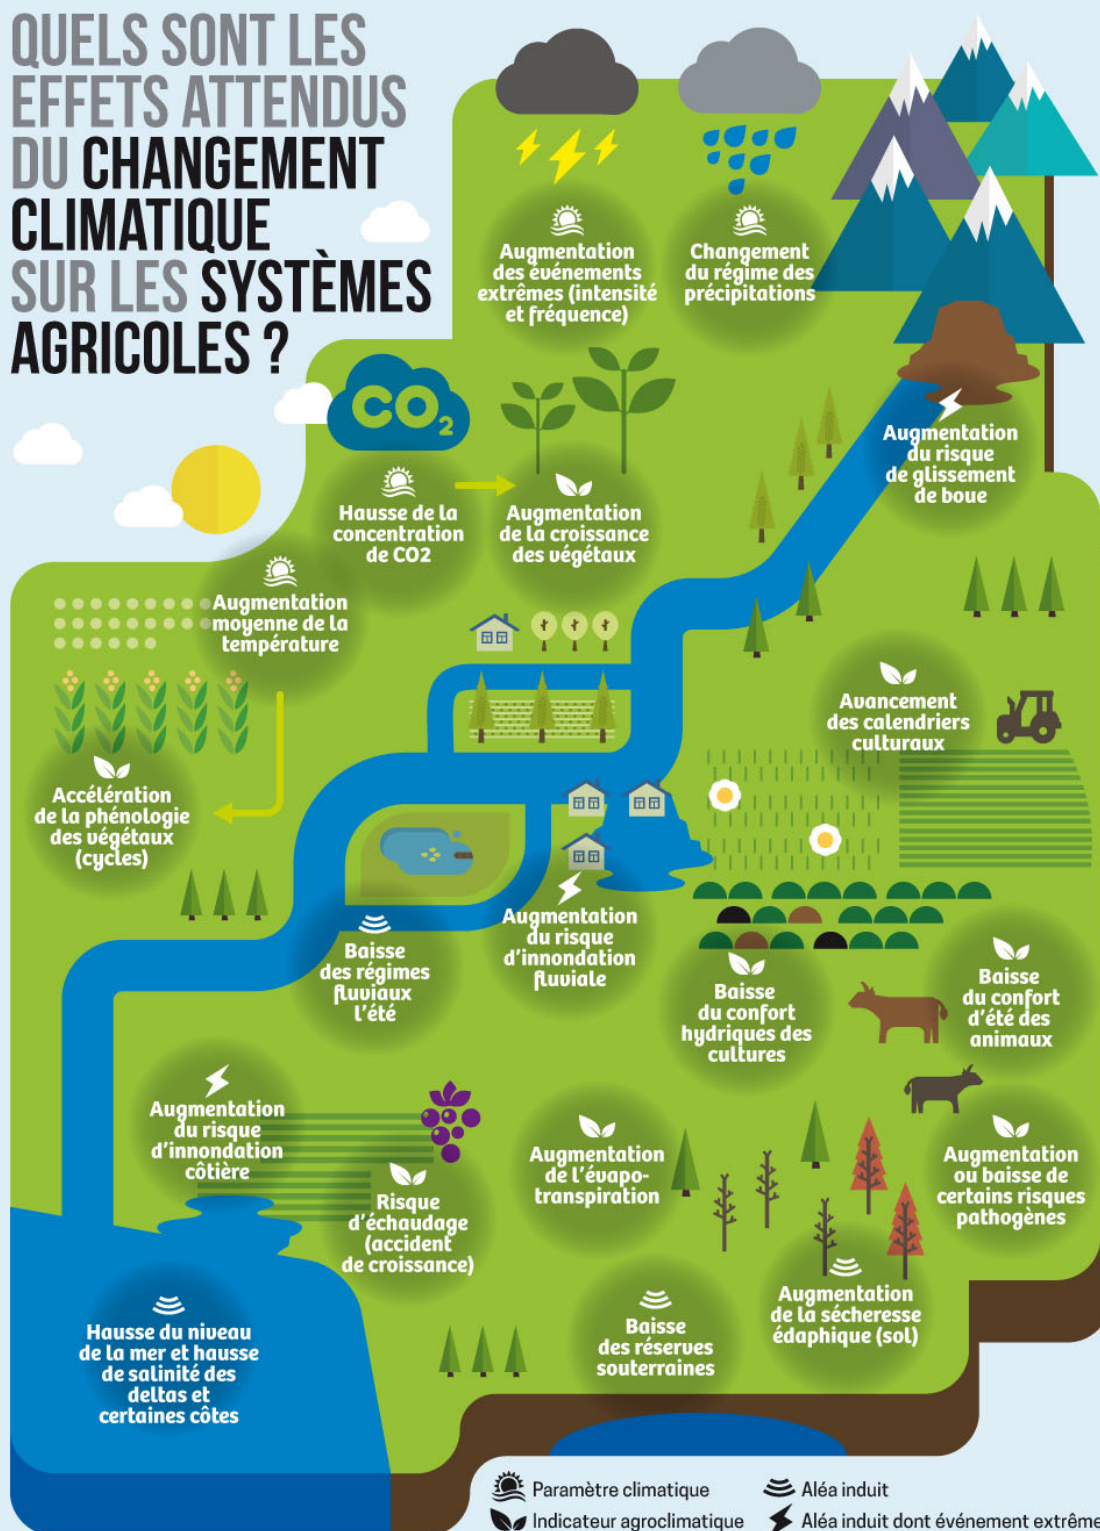 QUELS SONT LES
EFFETS ATTENDUS
DU CHANGEMENT
CLIMATIQUE
SUR LES SYSTÈMES
AGRICOLES ?
Augmentation
des événements
extrêmes (intensité
et fréquence)
Changement
du régime des
précipitations
CO2
Augmentation
du risque
de glissement
de boue
Hausse de la
concentration
de CO2
Augmentation
de la croissance
des végétaux
Augmentation
moyenne de la
température
Avancement
des calendriers
culturaux
Accélération
de la phénologie
des végétaux
(cycles)
Augmentation
du risque
d'innondation
fluviale
Baisse
des régimes
fluviaux
l'été
Baisse
du confort
hydriques des
cultures
Baisse
du confort
d'été des
animaux
Augmentation
du risque
d'innondation
côtière
Risque
d'échaudage
(accident
de croissance)
Augmentation
de l'évapo-
transpiration
Augmentation
ou baisse de
certains risques
pathogènes
Hausse du niveau
de la mer et hausse
de salinité des
deltas et
certaines côtes
Baisse
des réserves
souterraines
Augmentation
de la sécheresse
édaphique (sol)
Paramètre climatique
Aléa induit
Indicateur agroclimatique
Aléa induit dont événement extrême